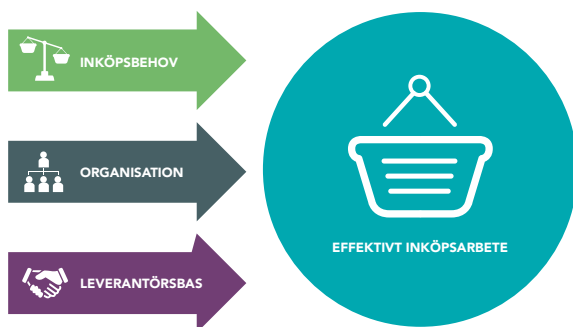 INKÖPSBEHOV
ORGANISATION
LEVERANTÖRSBAS
EFFEKTIVT INKÖPSARBETE